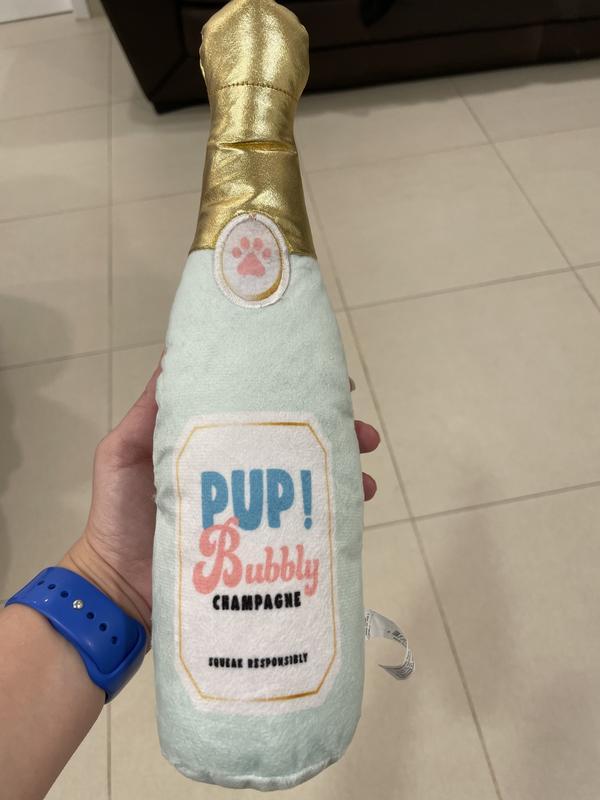 PUP!
Bubbly
CHAMPAGNE
SQUEAK RESPONSIBLY